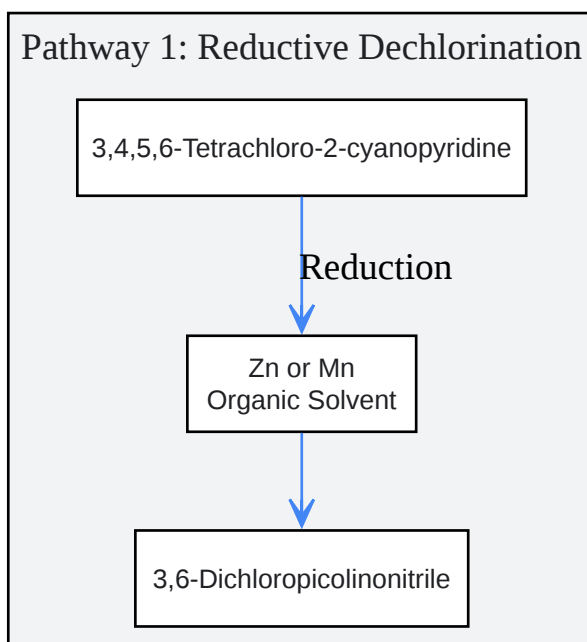 Pathway 1: Reductive Dechlorination
3,4,5,6-Tetrachloro-2-cyanopyridine
Reduction
Zn or Mn
Organic Solvent
3,6-Dichloropicolinonitrile